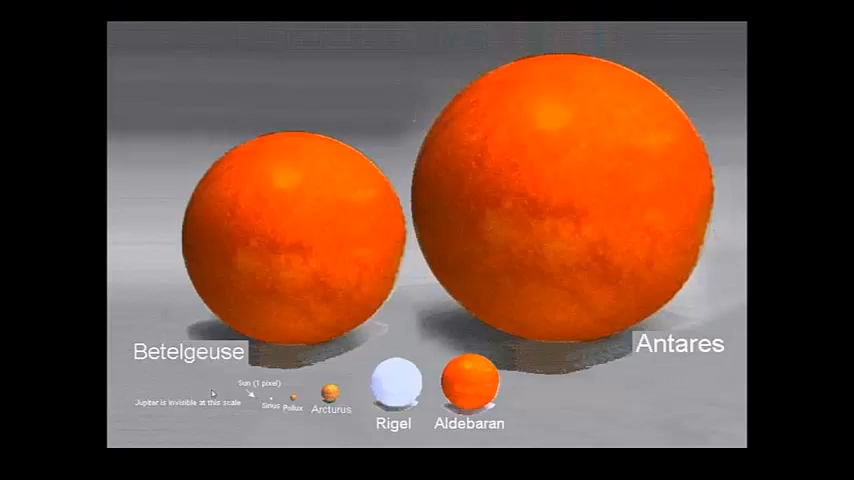 Betelgeuse
Antares
Sun (1 pixel)
Jupiter is invisible at this scale
Sirius
Pollux
Arcturus
Rigel
Aldebaran